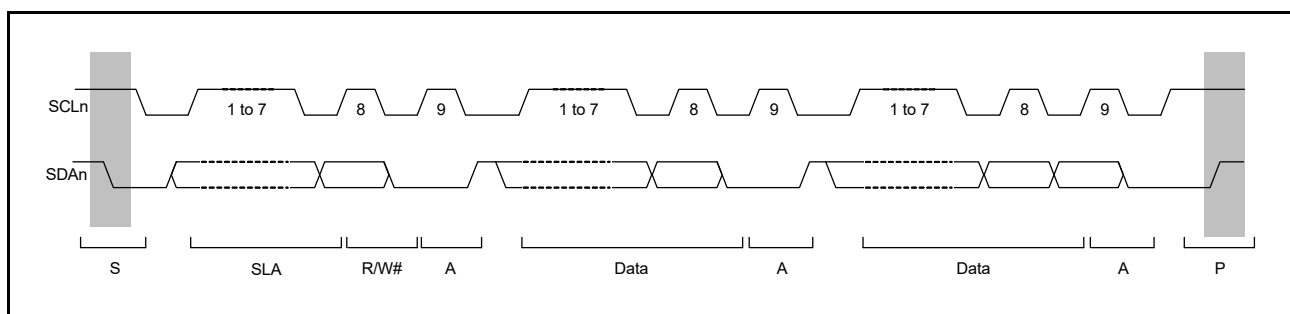 SCLn 1 to 7 8 9 1 to 7 8 9 1 to 7 8 9
SDAn
S SLA R/W# A Data A Data A P